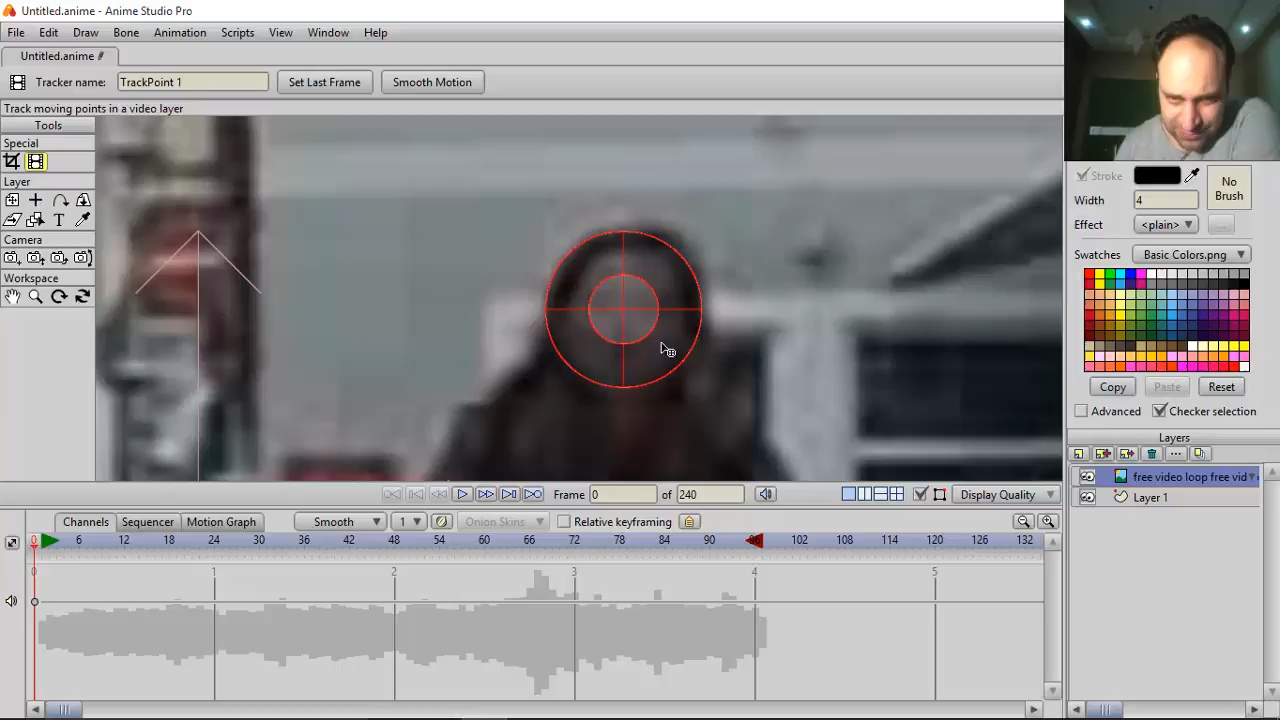 Untitled.anime - Anime Studio Pro
File Edit Draw Bone Animation Scripts View Window Help
Untitled.anime
Tracker name: TrackPoint 1 Set Last Frame Smooth Motion
Track moving points in a video layer
Tools
Special
Layer
T
Camera
Workspace
Stroke
No Brush
Width 4
Effect <plain> ...
Swatches Basic Colors.png
Copy Paste Reset
Advanced Checker selection
Layers
free video loop free vid
Layer 1
Frame 0 of 240 Display Quality
Channels Sequencer Motion Graph Smooth 1 Onion Skins Relative keyframing
0 6 12 18 24 30 36 42 48 54 60 66 72 78 84 90 96 102 108 114 120 126 132
0 1 2 3 4 5